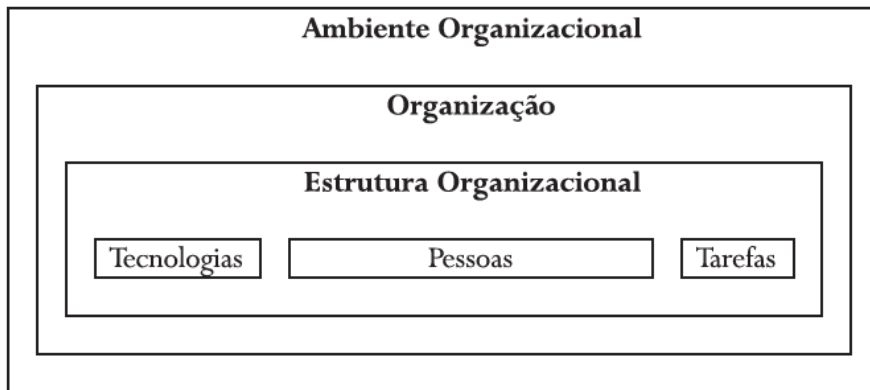 Ambiente Organizacional
Organização
Estrutura Organizacional
Tecnologias Pessoas Tarefas